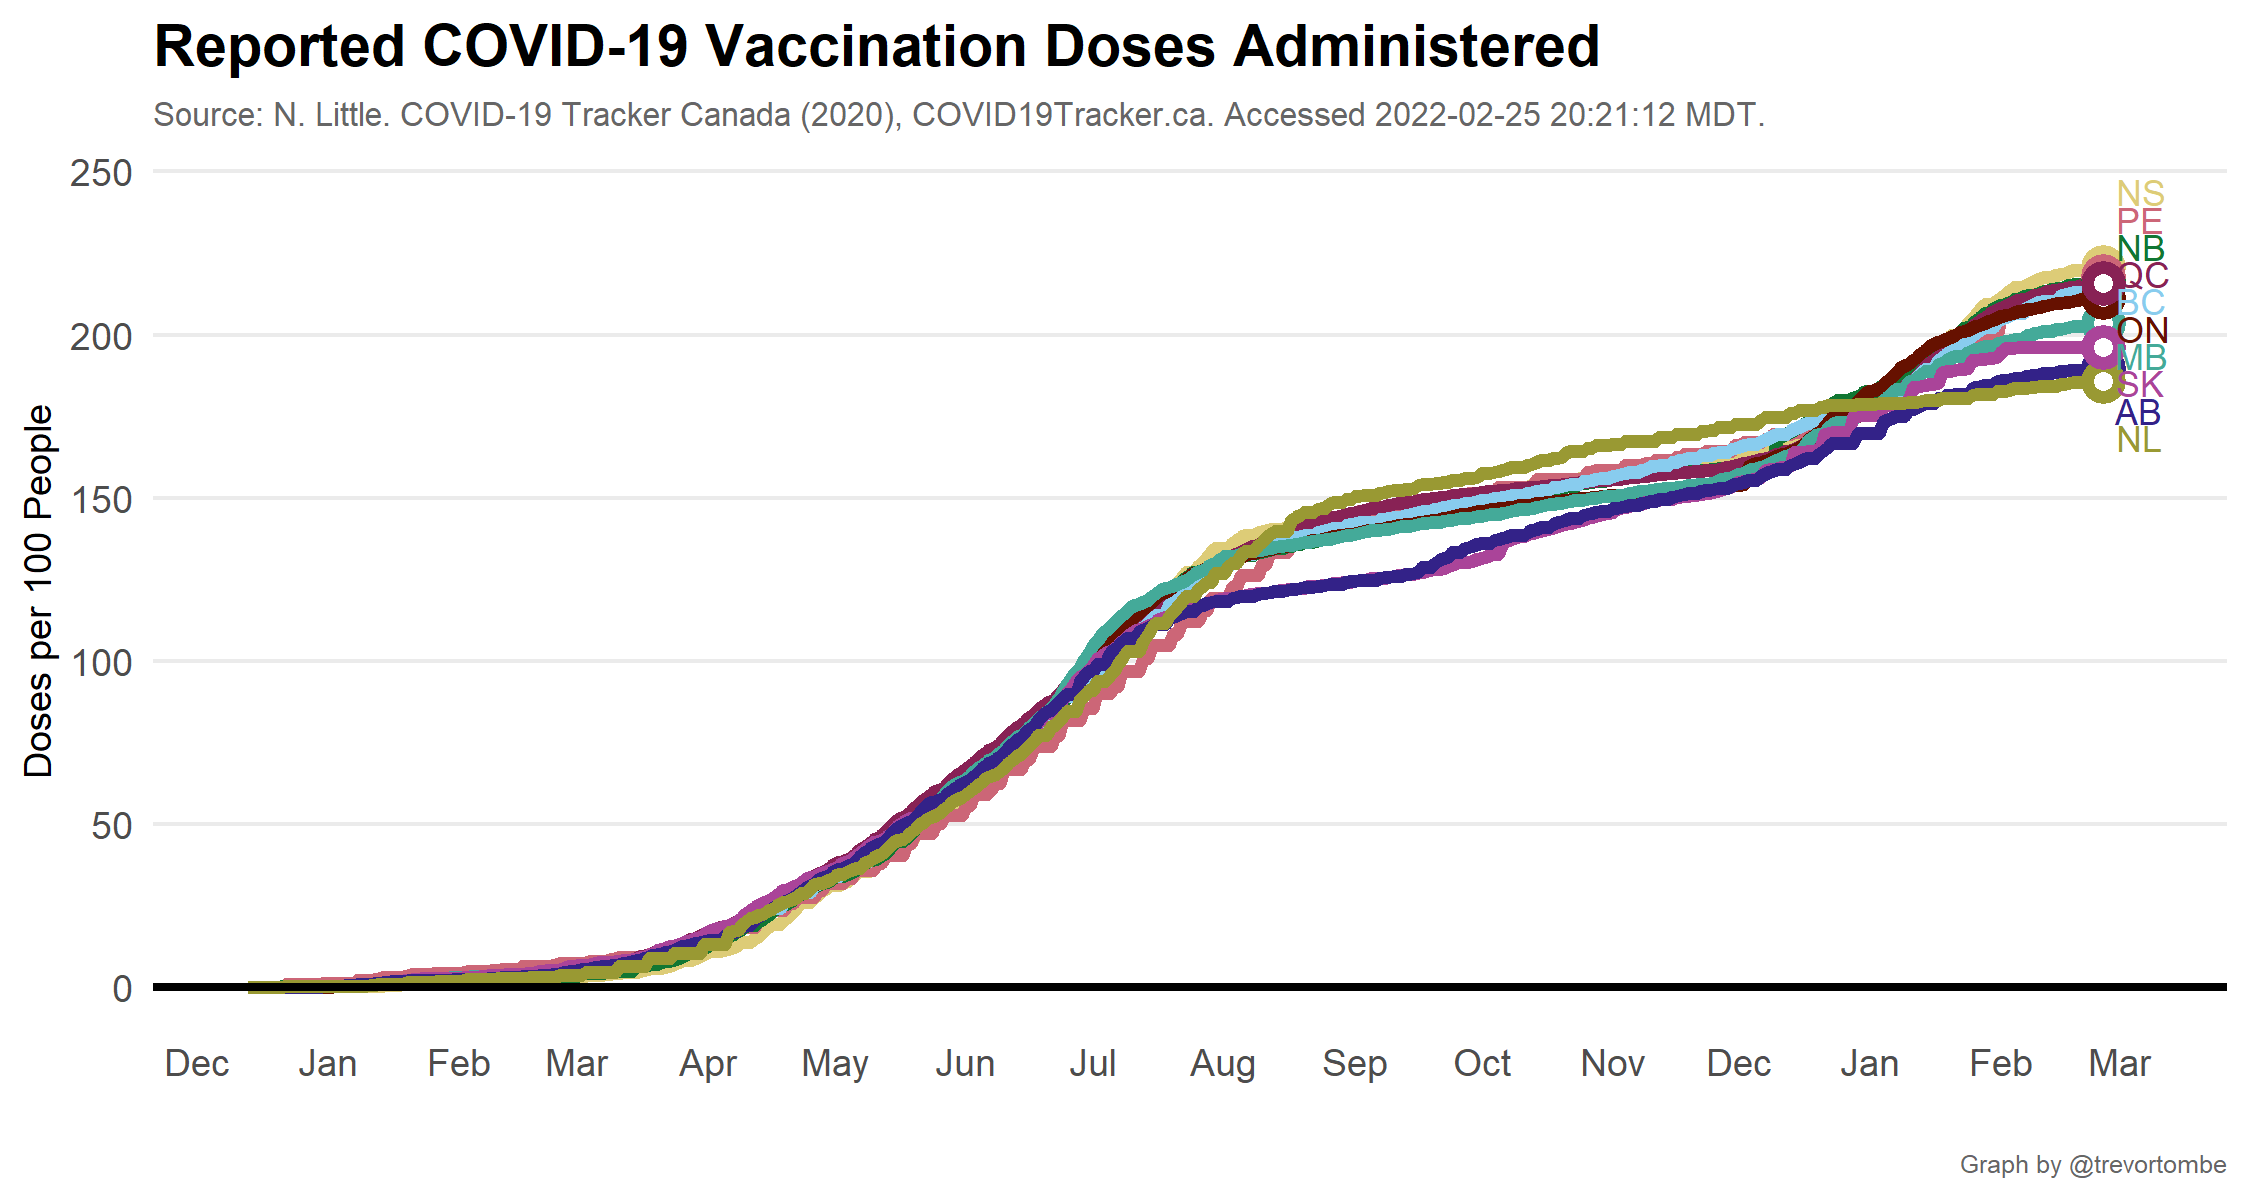 Reported COVID-19 Vaccination Doses Administered
Source: N. Little. COVID-19 Tracker Canada (2020), COVID19Tracker.ca. Accessed 2022-02-25 20:21:12 MDT.
Doses per 100 People
250
200
150
100
50
0
NS
PE
NB
QC
BC
ON
MB
SK
AB
NL
Dec Jan Feb Mar Apr May Jun Jul Aug Sep Oct Nov Dec Jan Feb Mar
Graph by @trevortombe